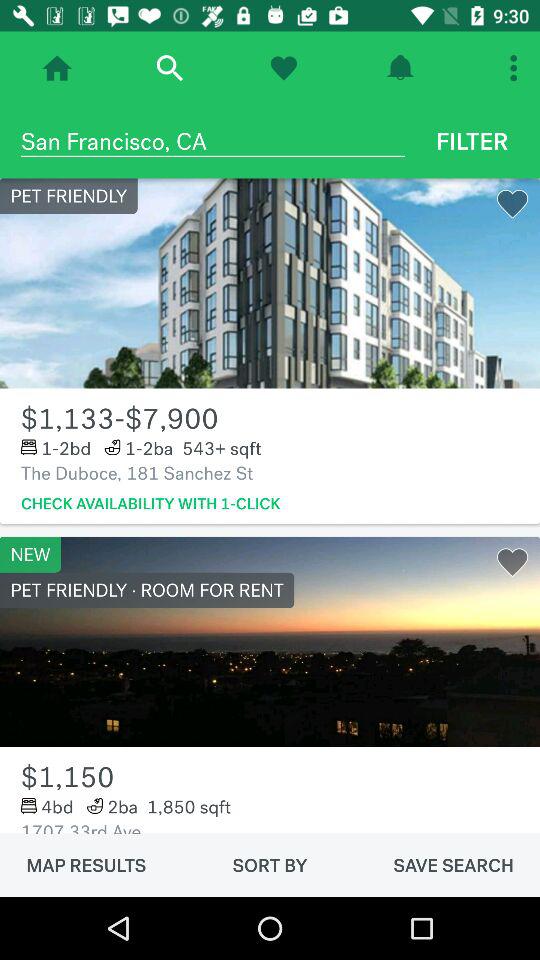 9:30
San Francisco, CA
FILTER
PET FRIENDLY
$1,133-$7,900
1-2bd 1-2ba 543+ sqft
The Duboce, 181 Sanchez St
CHECK AVAILABILITY WITH 1-CLICK
NEW
PET FRIENDLY · ROOM FOR RENT
$1,150
4bd 2ba 1,850 sqft
1707 33rd Ave
MAP RESULTS SORT BY SAVE SEARCH